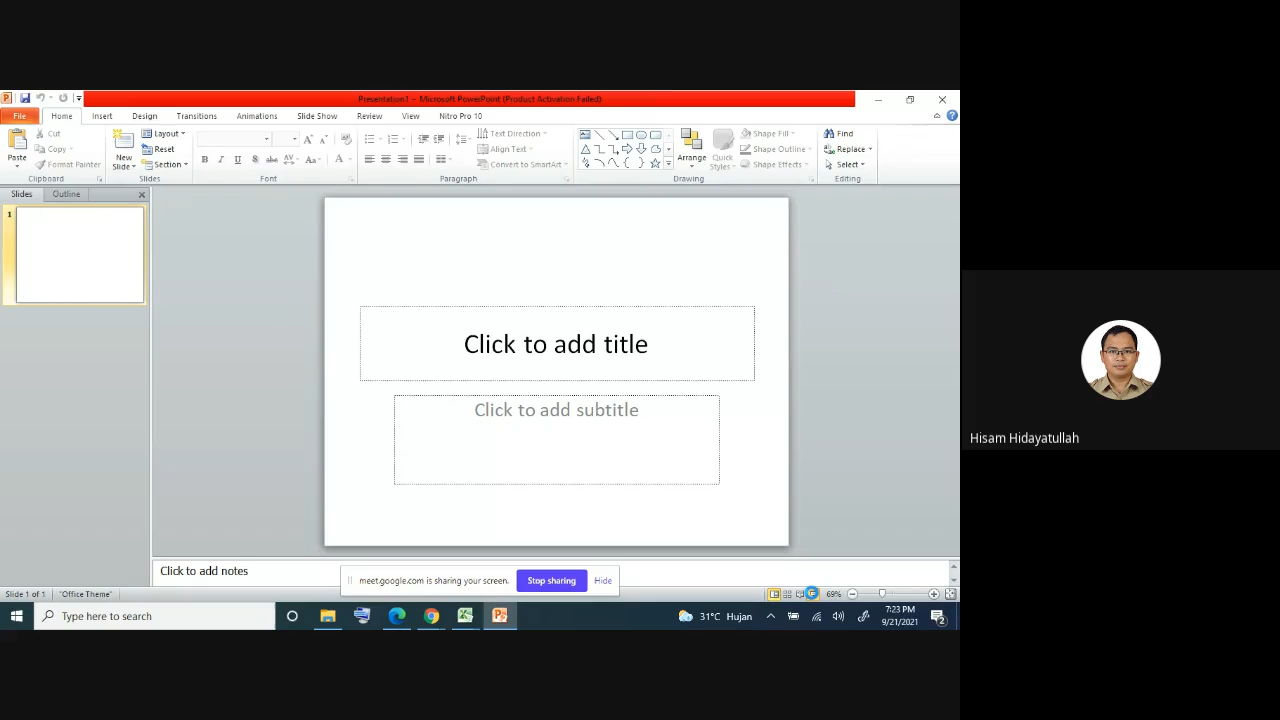 Presentation1 - Microsoft PowerPoint (Product Activation Failed)
File Home Insert Design Transitions Animations Slide Show Review View Nitro Pro 10
Paste
Cut
Copy
Format Painter
Clipboard
New Slide
Layout
Reset
Section
Slides
B I U S abc AV Aa A
Font
Text Direction
Align Text
Convert to SmartArt
Paragraph
Arrange
Quick Styles
Shape Fill
Shape Outline
Shape Effects
Drawing
Find
Replace
Select
Editing
Slides Outline
1
Click to add title
Click to add subtitle
Click to add notes
meet.google.com is sharing your screen. Stop sharing Hide
Slide 1 of 1 "Office Theme" 69%
Type here to search
31°C Hujan
7:23 PM
9/21/2021
2
Hisam Hidayatullah